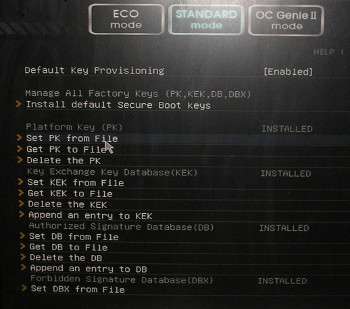 ECO
mode
STANDARD
mode
OC Genie II
mode
HELP
Default Key Provisioning [Enabled]
Manage All Factory Keys (PK,KEK,DB,DBX)
> Install default Secure Boot keys
Platform Key (PK) INSTALLED
> Set PK from File
> Get PK to File
> Delete the PK
Key Exchange Key Database(KEK) INSTALLED
> Set KEK from File
> Get KEK to File
> Delete the KEK
> Append an entry to KEK
Authorized Signature Database(DB) INSTALLED
> Set DB from File
> Get DB to File
> Delete the DB
> Append an entry to DB
Forbidden Signature Database(DBX) INSTALLED
> Set DBX from File